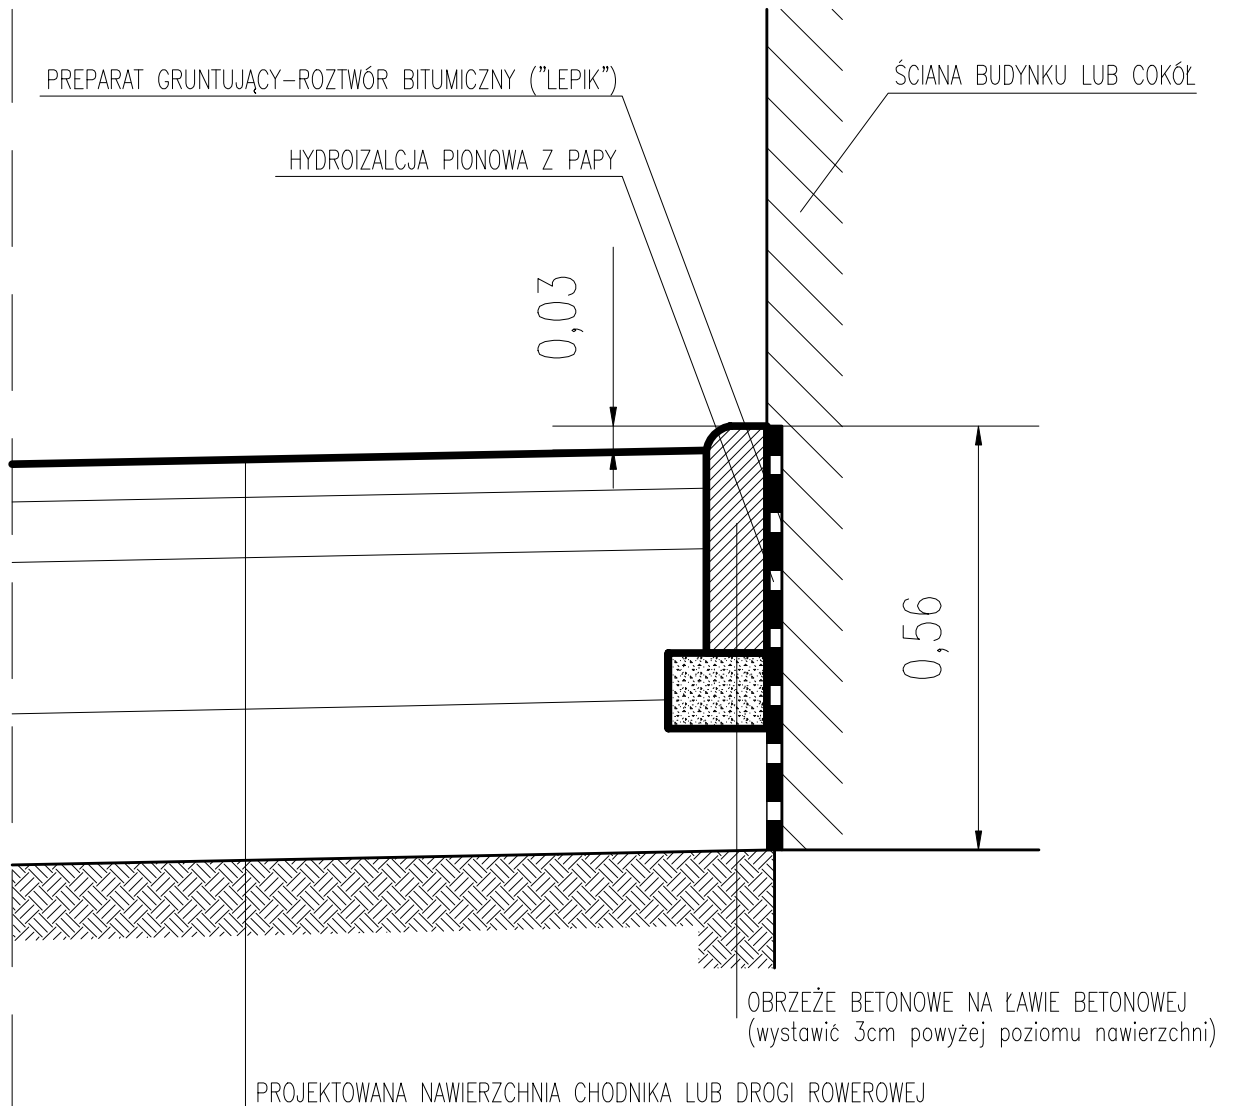 PREPARAT GRUNTUJĄCY–ROZTWÓR BITUMICZNY ("LEPIK")
ŚCIANA BUDYNKU LUB COKÓŁ
HYDROIZALCJA PIONOWA Z PAPY
0,03
0,56
OBRZEŻE BETONOWE NA ŁAWIE BETONOWEJ
(wystawić 3cm powyżej poziomu nawierzchni)
PROJEKTOWANA NAWIERZCHNIA CHODNIKA LUB DROGI ROWEROWEJ